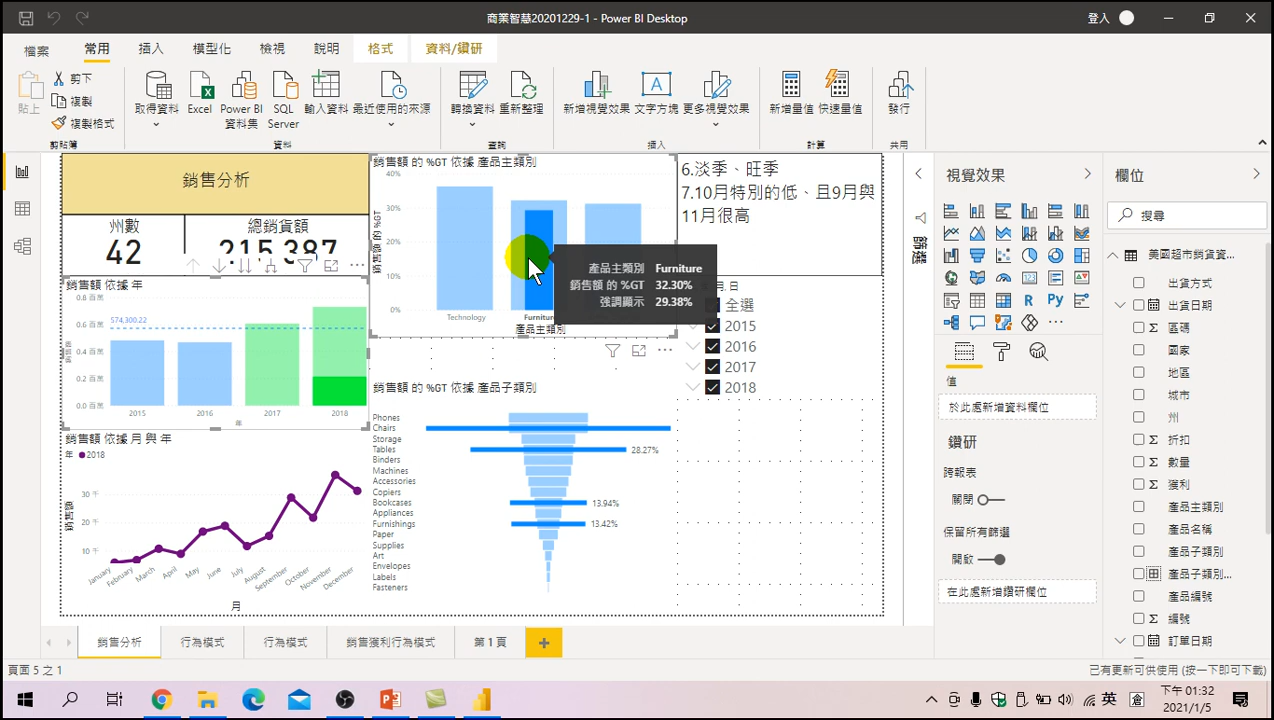 商業智慧20201229-1 - Power BI Desktop
登入
檔案
常用
插入
模型化
檢視
說明
格式
資料/鑽研
貼上
剪下
複製
複製格式
剪貼簿
取得資料
Excel
Power BI
資料集
SQL
Server
輸入資料
最近使用的來源
資料
轉換資料
重新整理
查詢
新增視覺效果
文字方塊
更多視覺效果
插入
新增量值
快速量值
計算
發行
共用
銷售分析
州數
42
總銷貨額
215,387
銷售額 的 %GT 依據 產品主類別
銷售額 的 %GT
40%
30%
20%
10%
0%
Technology
Furniture
產品主類別
產品主類別 Furniture
銷售額 的 %GT 32.30%
強調顯示 29.38%
6.淡季、旺季
7.10月特別的低、且9月與
11月很高
月, 日
全選
2015
2016
2017
2018
銷售額 依據 年
0.8 百萬
574,300.22
0.6 百萬
0.4 百萬
0.2 百萬
0.0 百萬
銷售額
2015
2016
2017
2018
年
銷售額 依據 月 與 年
年 2018
銷售額
30 千
20 千
10 千
January
February
March
April
May
June
July
August
September
October
November
December
月
銷售額 的 %GT 依據 產品子類別
Phones
Chairs
Storage
Tables
28.27%
Binders
Machines
Accessories
Copiers
Bookcases
13.94%
Appliances
Furnishings
13.42%
Paper
Supplies
Art
Envelopes
Labels
Fasteners
篩選
視覺效果
R
Py
值
於此處新增資料欄位
鑽研
跨報表
關閉
保留所有篩選
開啟
在此處新增鑽研欄位
欄位
搜尋
美國超市銷貨資...
出貨方式
出貨日期
區碼
國家
地區
城市
州
折扣
數量
獲利
產品主類別
產品名稱
產品子類別
產品子類別...
產品編號
編號
訂單日期
銷售分析
行為模式
行為模式
銷售獲利行為模式
第 1 頁
頁面 5 之 1
已有更新可供使用 (按一下即可下載)
英
倉
下午 01:32
2021/1/5